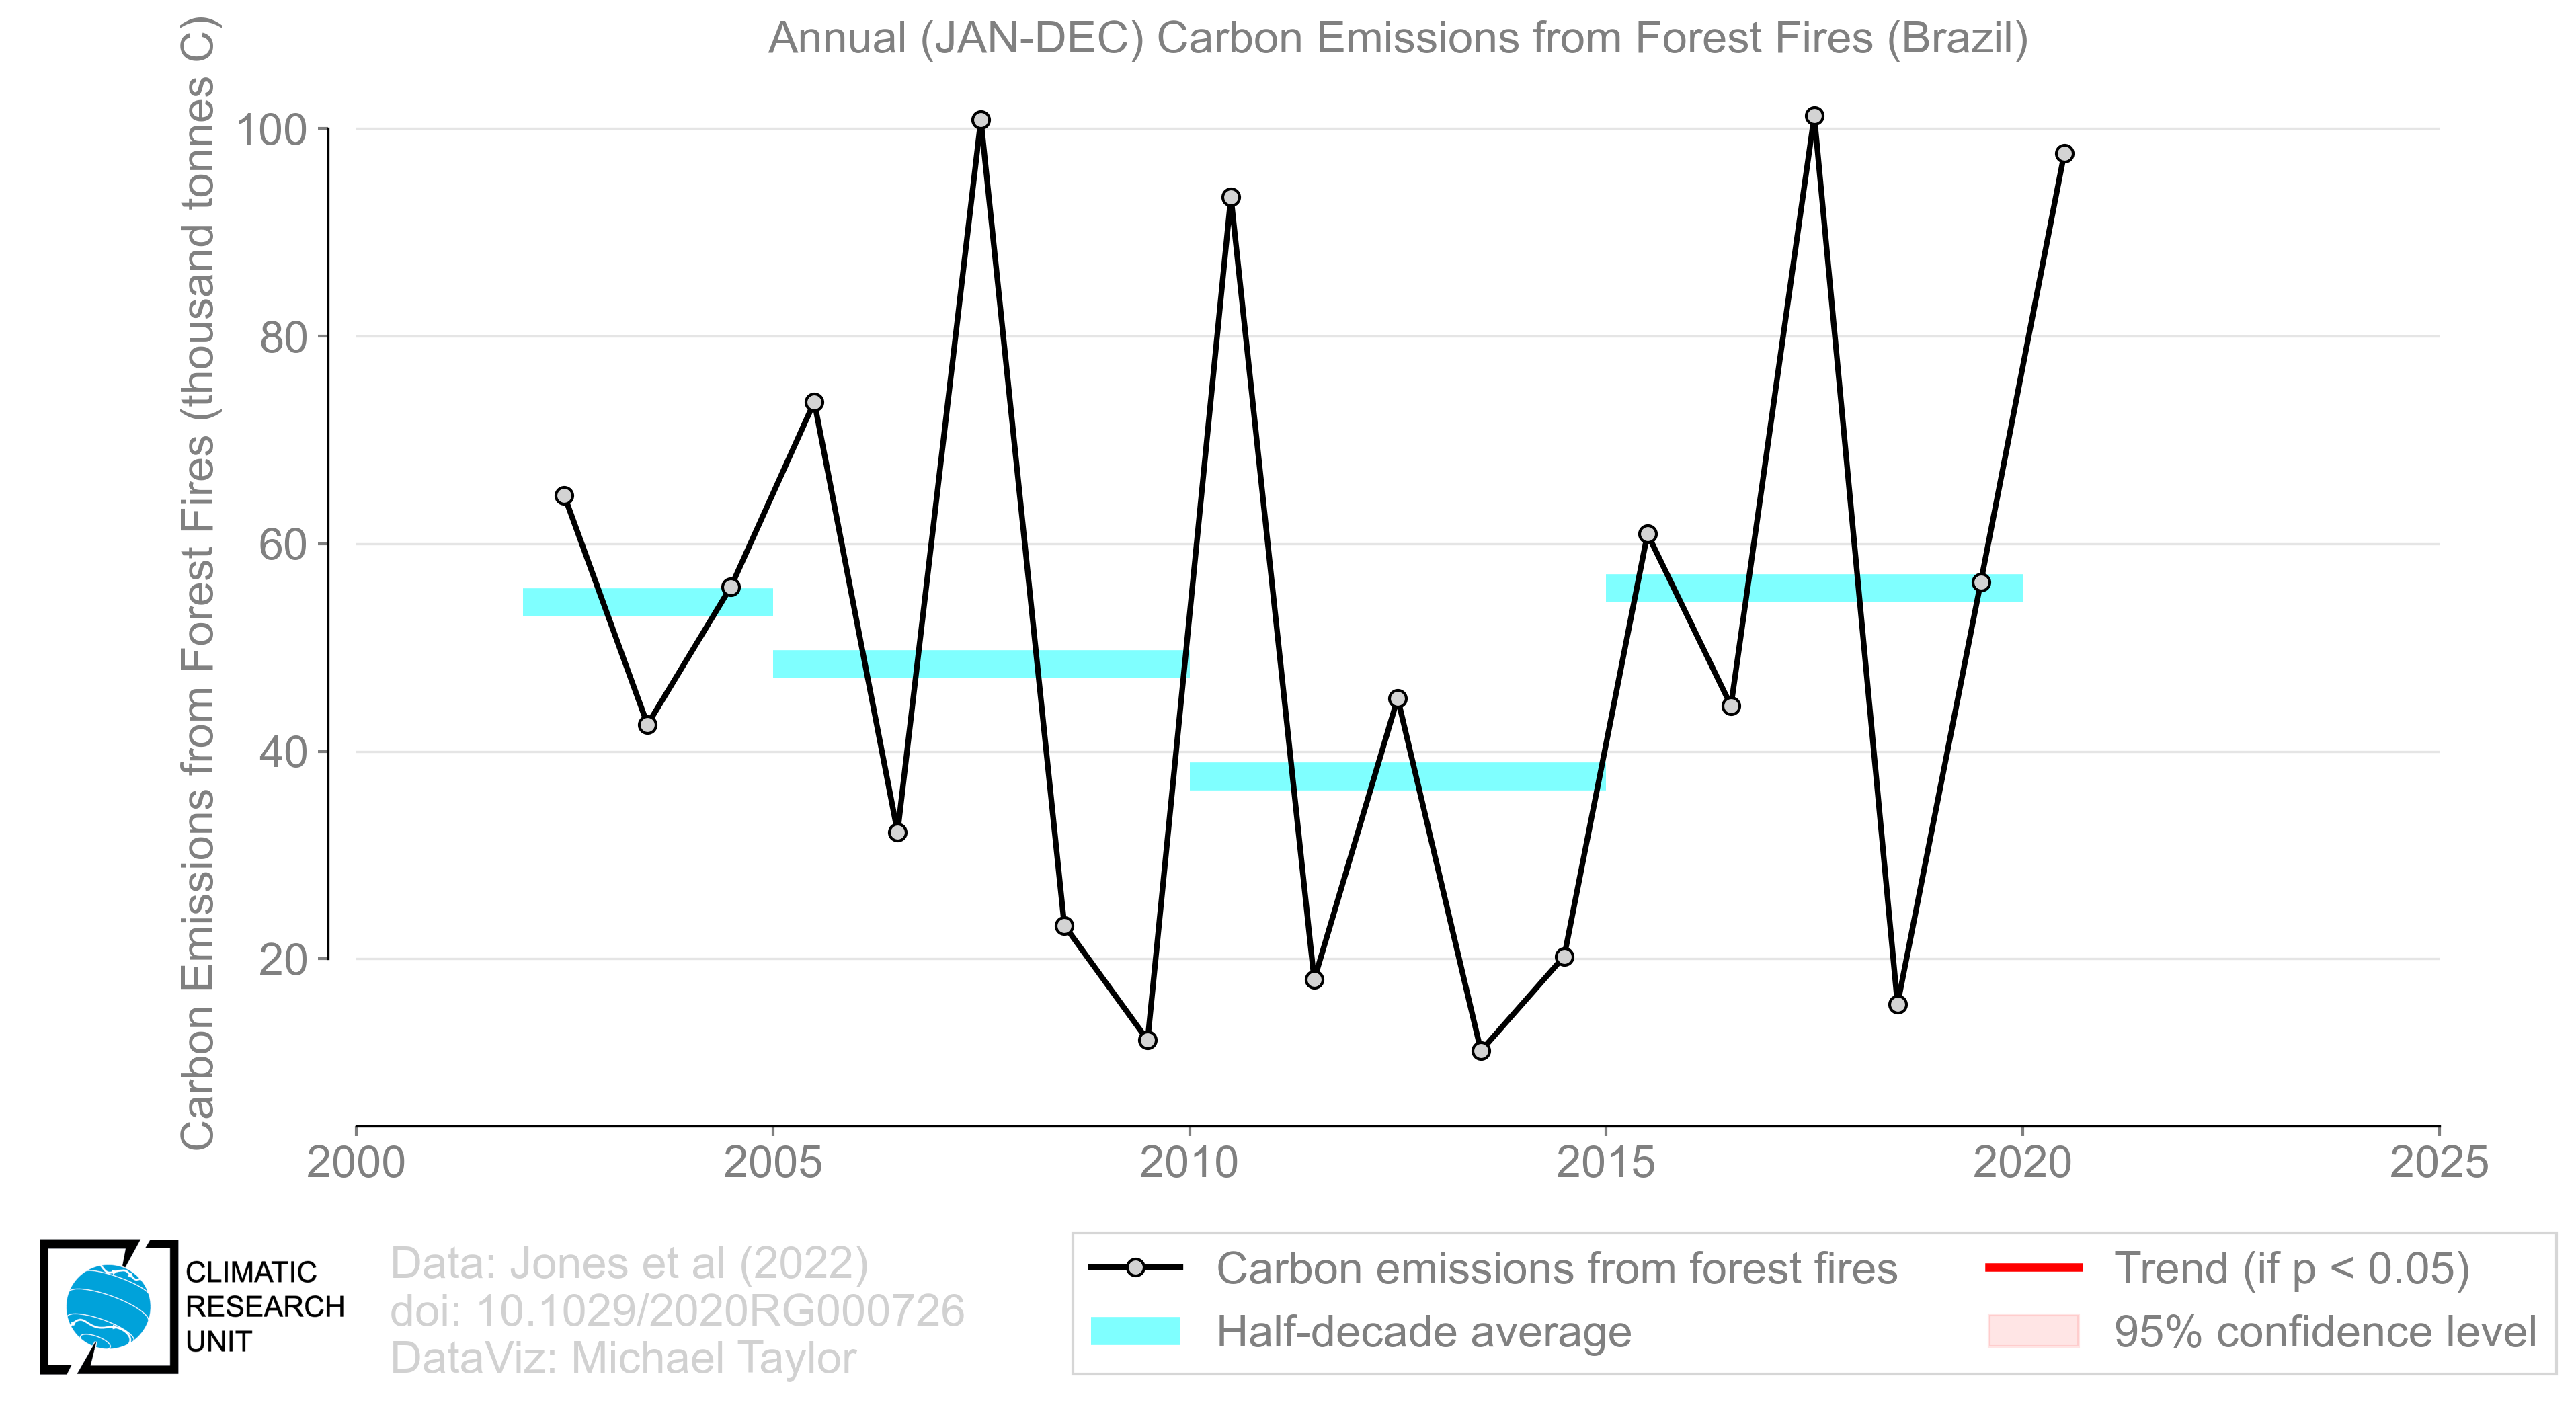 Annual (JAN-DEC) Carbon Emissions from Forest Fires (Brazil)
Carbon Emissions from Forest Fires (thousand tonnes C)
100
80
60
40
20
2000
2005
2010
2015
2020
2025
CLIMATIC
RESEARCH
UNIT
Data: Jones et al (2022)
doi: 10.1029/2020RG000726
DataViz: Michael Taylor
Carbon emissions from forest fires
Half-decade average
Trend (if p < 0.05)
95% confidence level